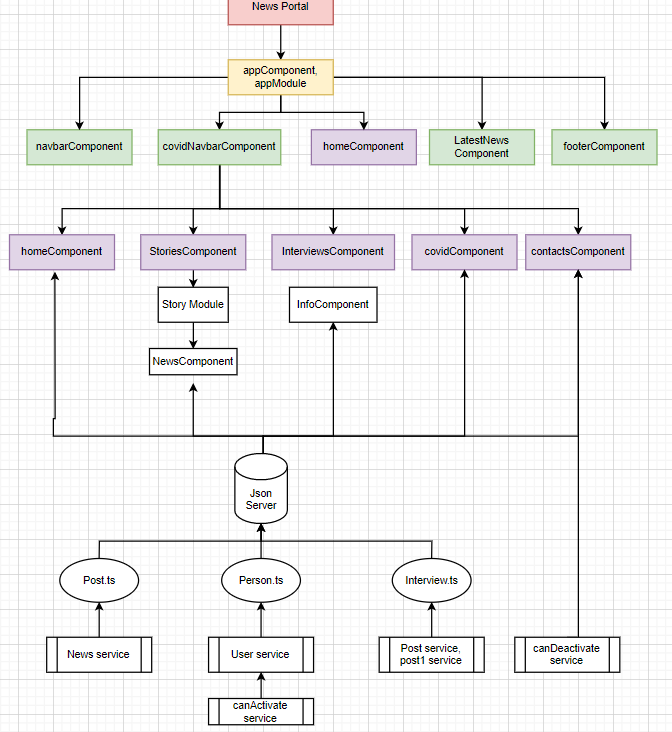 News Portal
appComponent,
appModule
navbarComponent
covidNavbarComponent
homeComponent
LatestNews
Component
footerComponent
homeComponent
StoriesComponent
InterviewsComponent
covidComponent
contactsComponent
Story Module
InfoComponent
NewsComponent
Json
Server
Post.ts
Person.ts
Interview.ts
News service
User service
Post service,
post1 service
canDeactivate
service
canActivate
service